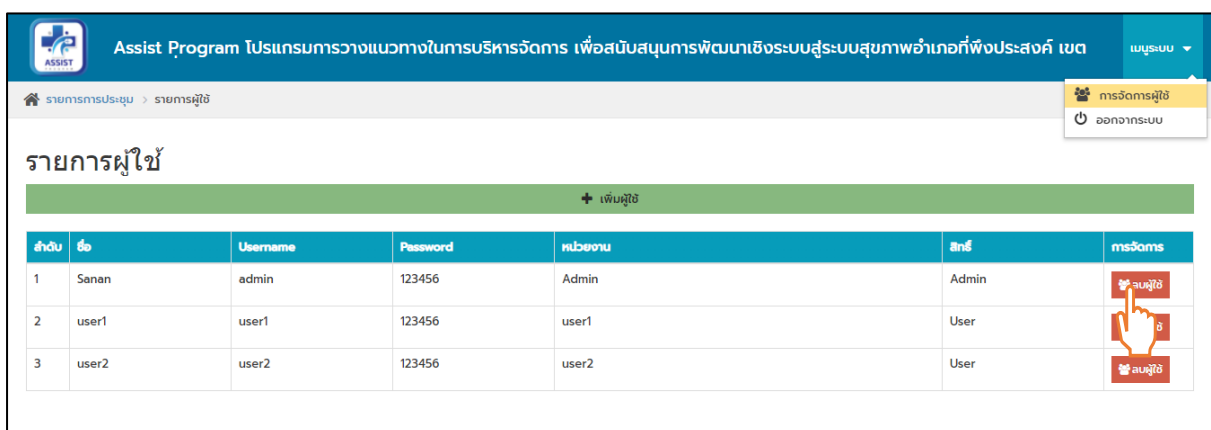 ASSIST
PROGRAM
Assist Program โปรแกรมการวางแนวทางในการบริหารจัดการ เพื่อสนับสนุนการพัฒนาเชิงระบบสู่ระบบสุขภาพอำเภอที่พึงประสงค์ เขต
เมนูระบบ
รายการการประชุม > รายการผู้ใช้
การจัดการผู้ใช้
ออกจากระบบ
รายการผู้ใช้
+ เพิ่มผู้ใช้
ลำดับ ชื่อ Username Password หน่วยงาน สิทธิ์ การจัดการ
1 Sanan admin 123456 Admin Admin ลบผู้ใช้
2 user1 user1 123456 user1 User
3 user2 user2 123456 user2 User ลบผู้ใช้